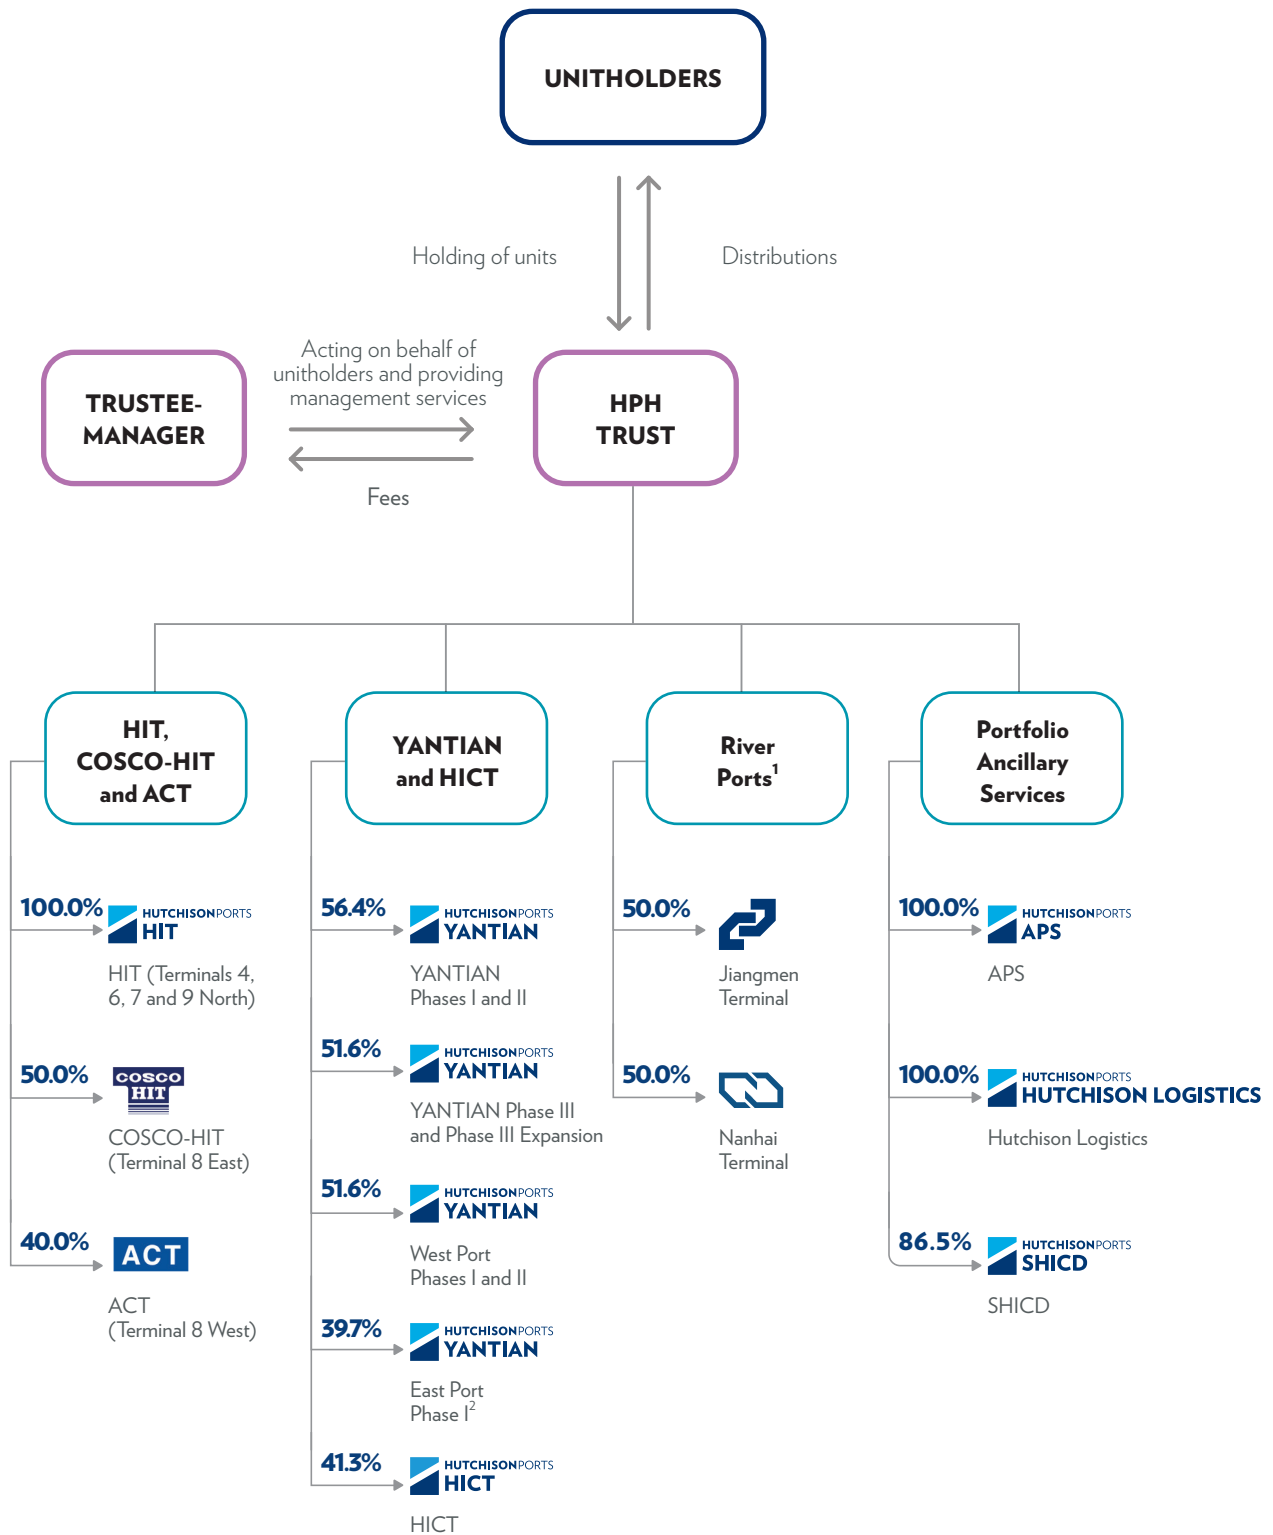 UNITHOLDERS
Holding of units
Distributions
TRUSTEE-
MANAGER
Acting on behalf of
unitholders and providing
management services
Fees
HPH
TRUST
HIT,
COSCO-HIT
and ACT
100.0%
HUTCHISONPORTS
HIT
HIT (Terminals 4,
6, 7 and 9 North)
50.0%
COSCO
HIT
COSCO-HIT
(Terminal 8 East)
40.0%
ACT
ACT
(Terminal 8 West)
YANTIAN
and HICT
56.4%
HUTCHISONPORTS
YANTIAN
YANTIAN
Phases I and II
51.6%
HUTCHISONPORTS
YANTIAN
YANTIAN Phase III
and Phase III Expansion
51.6%
HUTCHISONPORTS
YANTIAN
West Port
Phases I and II
39.7%
HUTCHISONPORTS
YANTIAN
East Port
Phase I²
41.3%
HUTCHISONPORTS
HICT
HICT
River
Ports¹
50.0%
Jiangmen
Terminal
50.0%
Nanhai
Terminal
Portfolio
Ancillary
Services
100.0%
HUTCHISONPORTS
APS
APS
100.0%
HUTCHISONPORTS
HUTCHISON LOGISTICS
Hutchison Logistics
86.5%
HUTCHISONPORTS
SHICD
SHICD